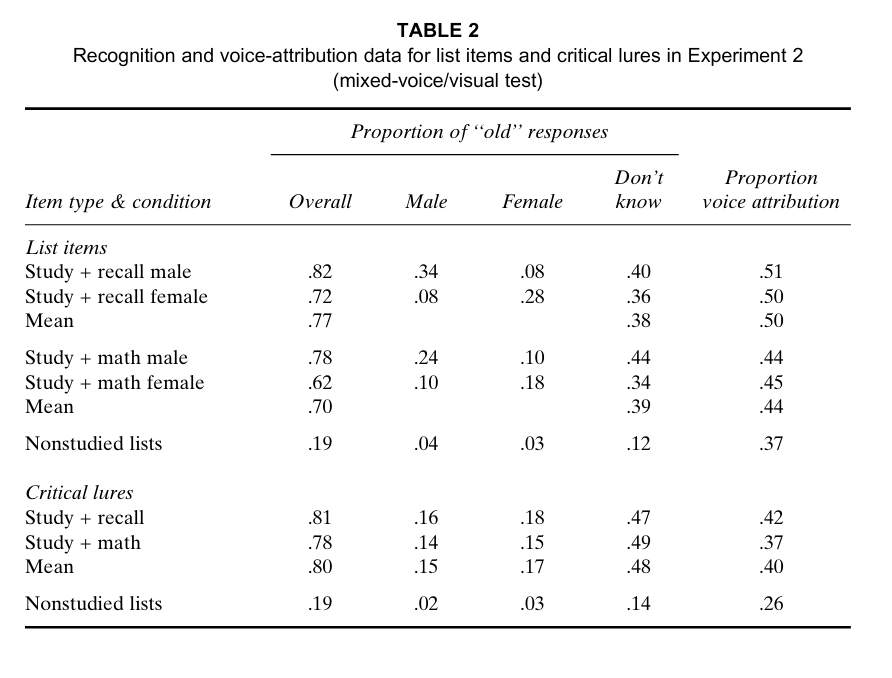 TABLE 2
Recognition and voice-attribution data for list items and critical lures in Experiment 2
(mixed-voice/visual test)
Proportion of ‘‘old’’ responses
Don’t Proportion
Item type & condition Overall Male Female know voice attribution
List items
Study + recall male .82 .34 .08 .40 .51
Study + recall female .72 .08 .28 .36 .50
Mean .77 .38 .50
Study + math male .78 .24 .10 .44 .44
Study + math female .62 .10 .18 .34 .45
Mean .70 .39 .44
Nonstudied lists .19 .04 .03 .12 .37
Critical lures
Study + recall .81 .16 .18 .47 .42
Study + math .78 .14 .15 .49 .37
Mean .80 .15 .17 .48 .40
Nonstudied lists .19 .02 .03 .14 .26